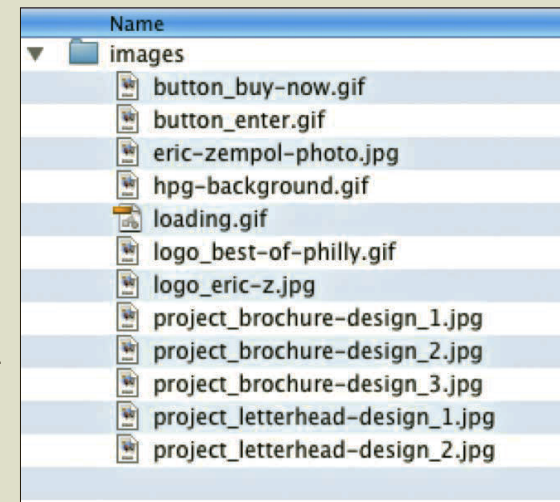 Name
images
button_buy-now.gif
button_enter.gif
eric-zempol-photo.jpg
hpg-background.gif
loading.gif
logo_best-of-philly.gif
logo_eric-z.jpg
project_brochure-design_1.jpg
project_brochure-design_2.jpg
project_brochure-design_3.jpg
project_letterhead-design_1.jpg
project_letterhead-design_2.jpg